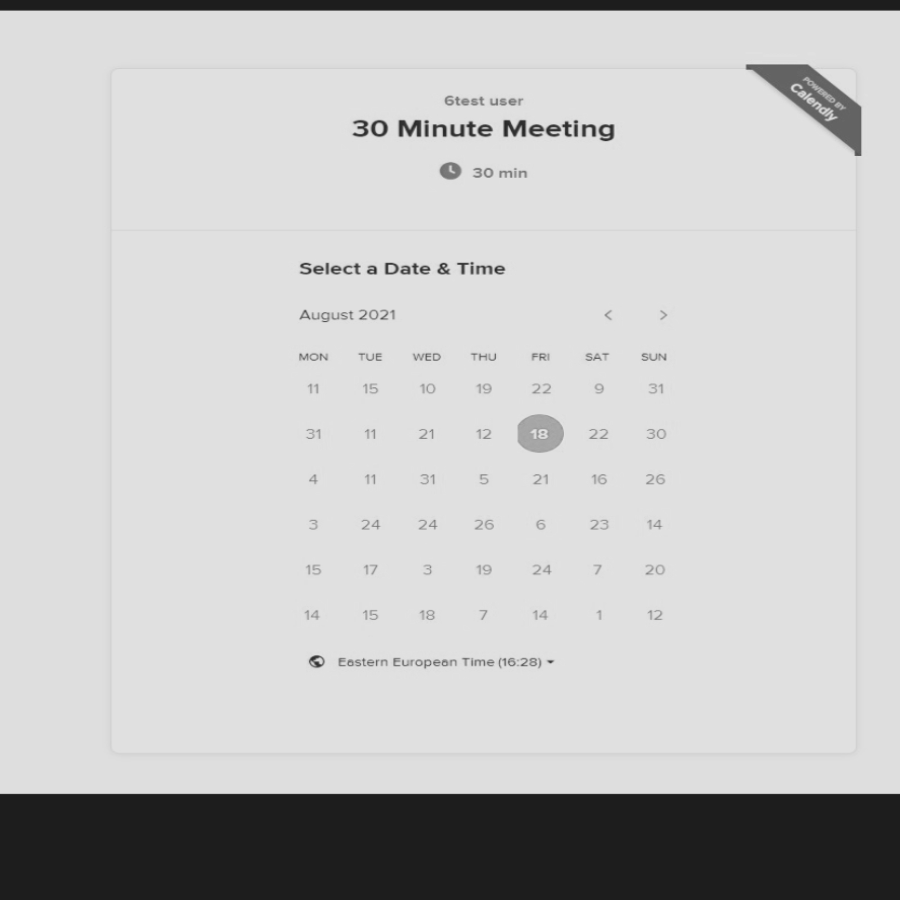 POWERED BY
Calendly
6test user
30 Minute Meeting
30 min
Select a Date & Time
August 2021
MON TUE WED THU FRI SAT SUN
11 15 10 19 22 9 31
31 11 21 12 18 22 30
4 11 31 5 21 16 26
3 24 24 26 6 23 14
15 17 3 19 24 7 20
14 15 18 7 14 1 12
Eastern European Time (16:28)